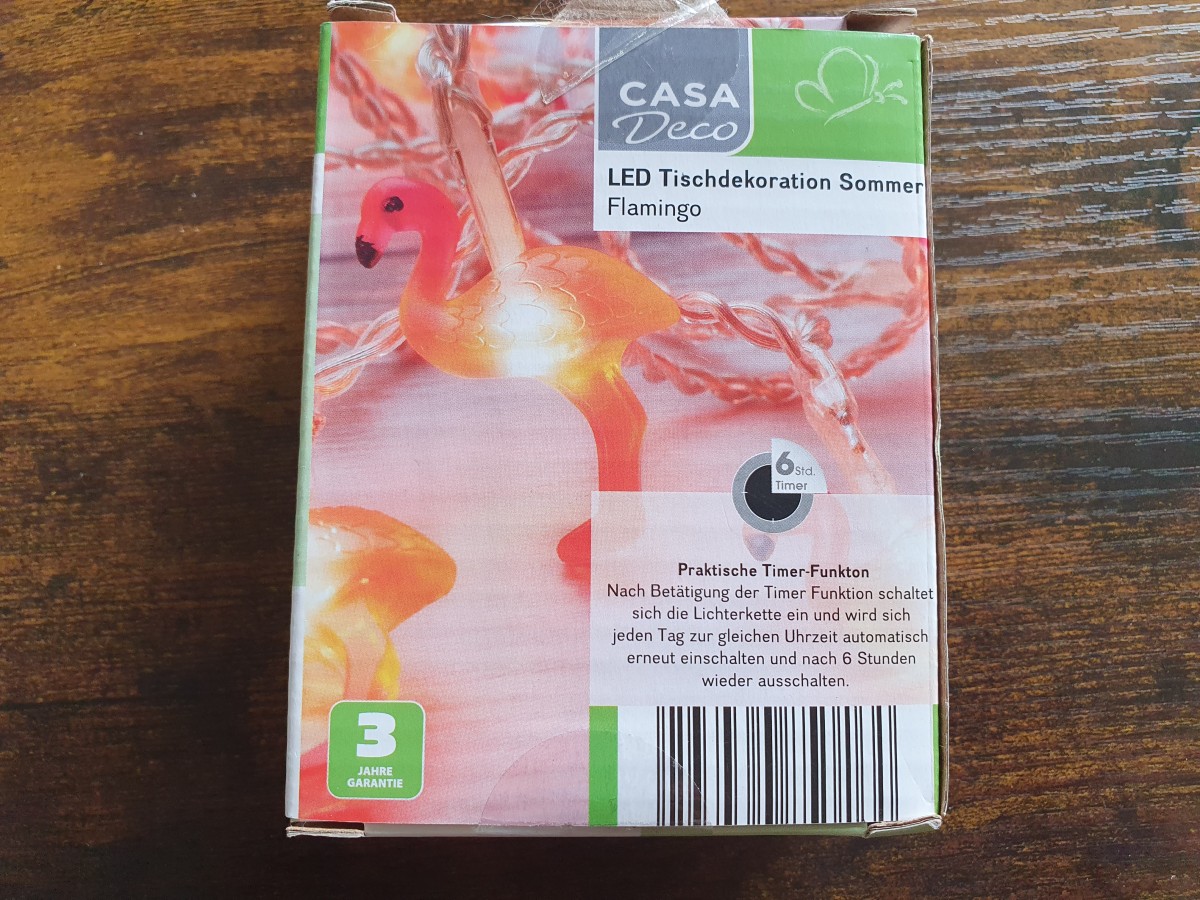 CASA
Deco
LED Tischdekoration Sommer
Flamingo
6 Std.
Timer
Praktische Timer-Funkton
Nach Betätigung der Timer Funktion schaltet
sich die Lichterkette ein und wird sich
jeden Tag zur gleichen Uhrzeit automatisch
erneut einschalten und nach 6 Stunden
wieder ausschalten.
3
JAHRE
GARANTIE